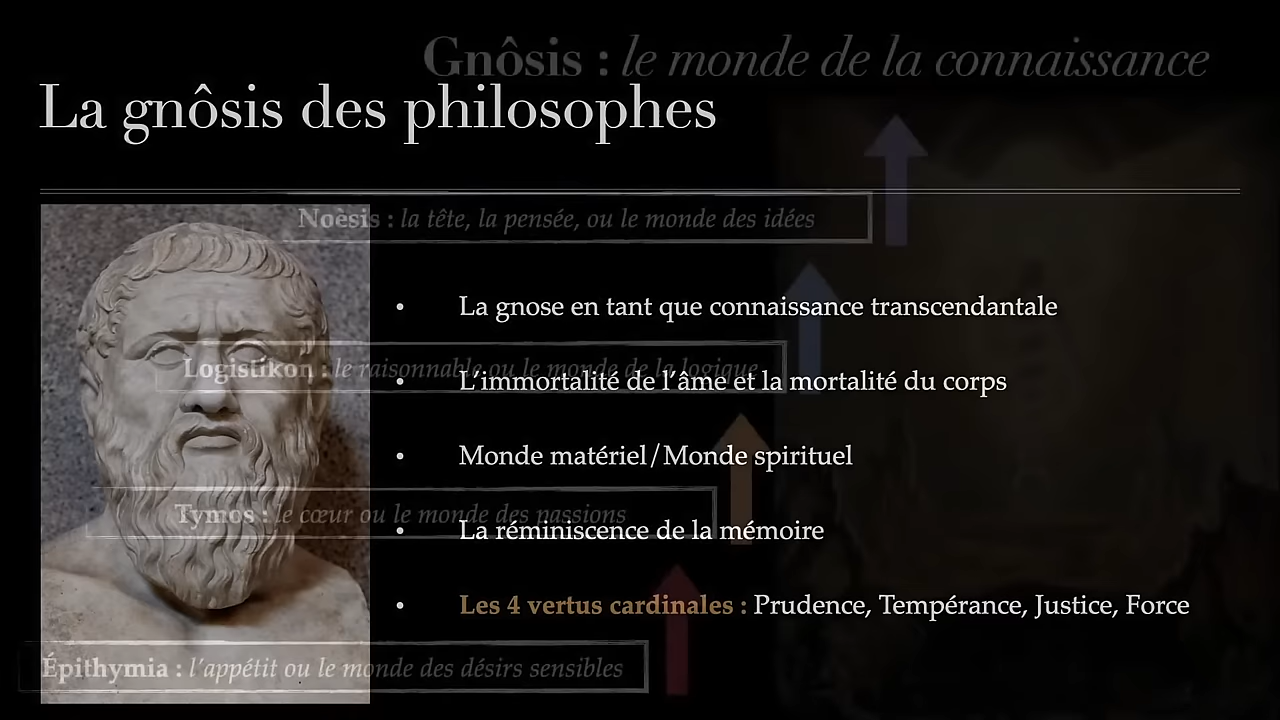 Gnôsis : le monde de la connaissance
La gnôsis des philosophes
Noèsis : la tête, la pensée, ou le monde des idées
• La gnose en tant que connaissance transcendantale
Logistikon : le raisonnable ou le monde de la logique
• L’immortalité de l’âme et la mortalité du corps
• Monde matériel/Monde spirituel
Tymos : le cœur ou le monde des passions
• La réminiscence de la mémoire
• Les 4 vertus cardinales : Prudence, Tempérance, Justice, Force
Épithymia : l’appétit ou le monde des désirs sensibles